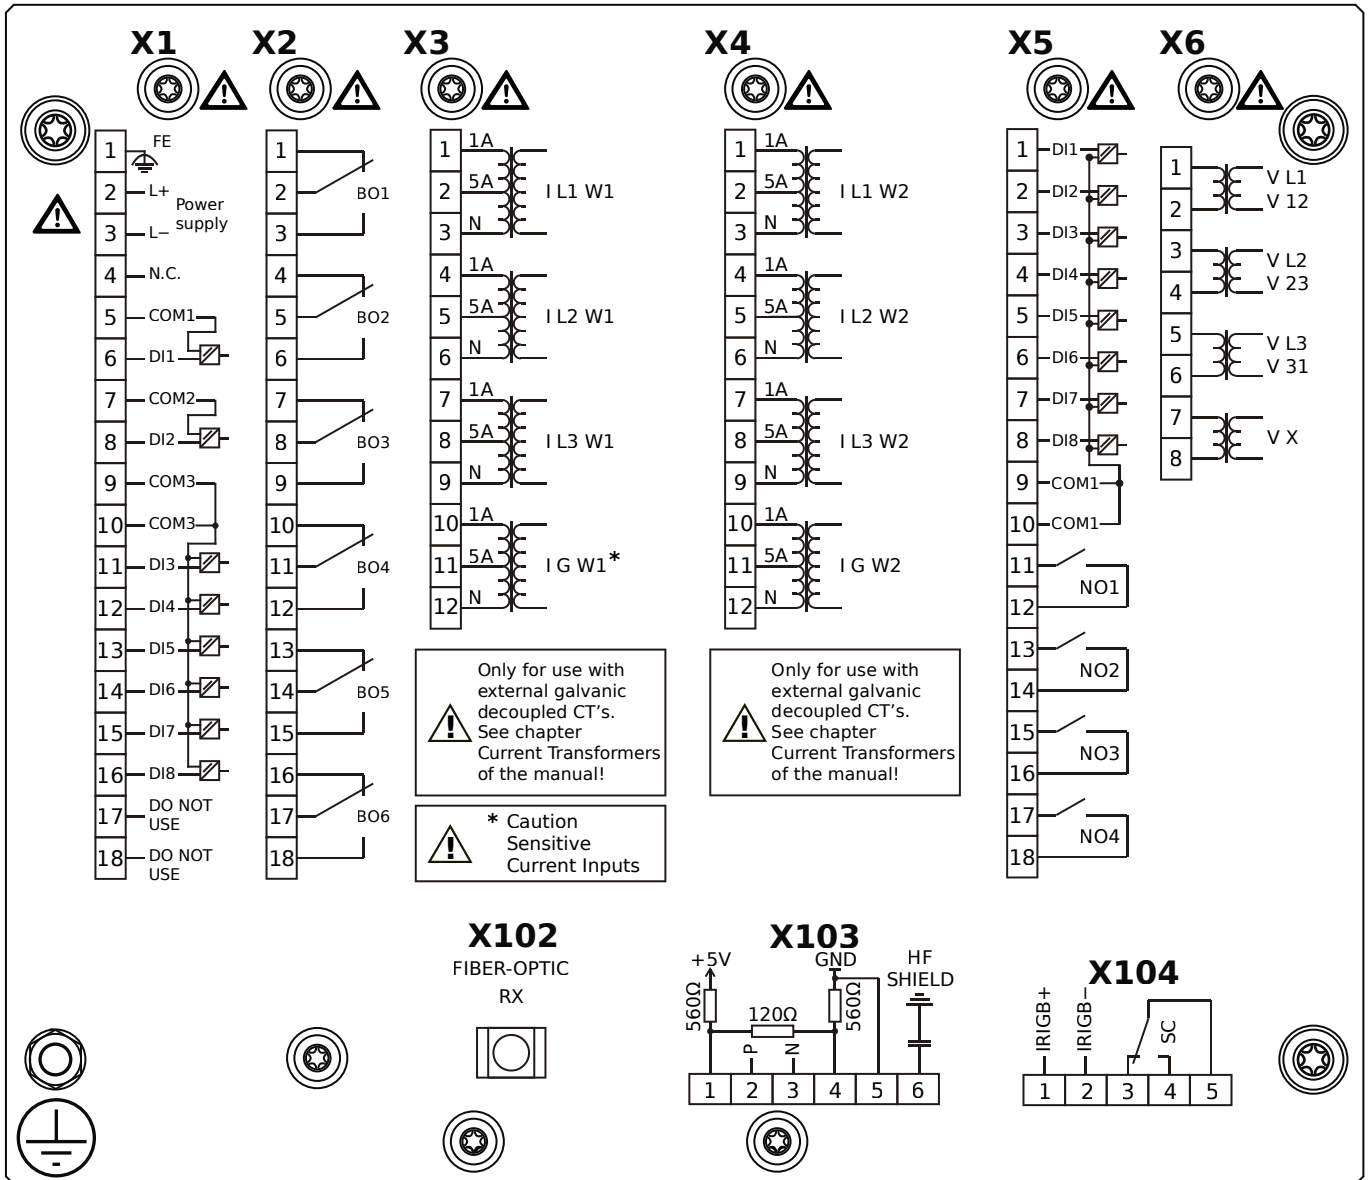 X1
X2
X3
X4
X5
X6
1
FE
2
L+
Power
supply
3
L−
4
N.C.
5
COM1
6
DI1
7
COM2
8
DI2
9
COM3
10
COM3
11
DI3
12
DI4
13
DI5
14
DI6
15
DI7
16
DI8
17
DO NOT
USE
18
DO NOT
USE
1
2
BO1
3
4
5
BO2
6
7
8
BO3
9
10
11
BO4
12
13
14
BO5
15
16
17
BO6
18
1
1A
2
5A
I L1 W1
3
N
4
1A
5
5A
I L2 W1
6
N
7
1A
8
5A
I L3 W1
9
N
10
1A
11
5A
I G W1*
12
N
Only for use with
external galvanic
decoupled CT's.
See chapter
Current Transformers
of the manual!
* Caution
Sensitive
Current Inputs
1
1A
2
5A
I L1 W2
3
N
4
1A
5
5A
I L2 W2
6
N
7
1A
8
5A
I L3 W2
9
N
10
1A
11
5A
I G W2
12
N
Only for use with
external galvanic
decoupled CT's.
See chapter
Current Transformers
of the manual!
1
DI1
2
DI2
3
DI3
4
DI4
5
DI5
6
DI6
7
DI7
8
DI8
9
COM1
10
COM1
11
NO1
12
13
NO2
14
15
NO3
16
17
NO4
18
1
V L1
2
V 12
3
V L2
4
V 23
5
V L3
6
V 31
7
V X
8
X102
FIBER-OPTIC
RX
X103
+5V
GND
HF
SHIELD
560Ω
120Ω
560Ω
P
N
1 2 3 4 5 6
X104
IRIGB+
IRIGB−
SC
1 2 3 4 5